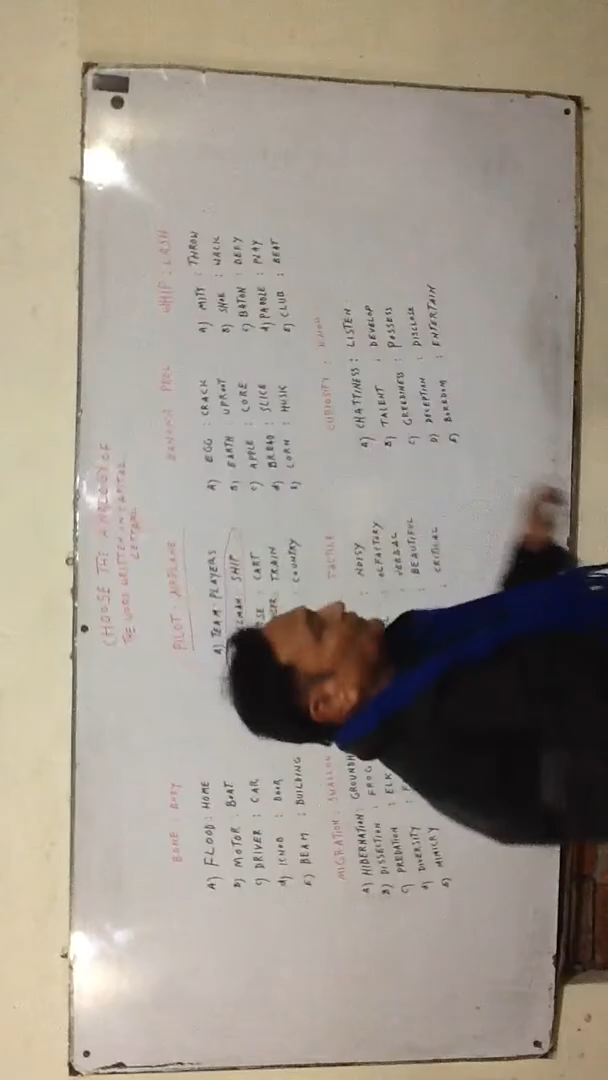 CHOOSE THE ANALOGY OF
THE WORD WRITTEN IN CAPITAL
LETTERS
BONE : BODY
A) FLOOD : HOME
B) MOTOR : BOAT
C) DRIVER : CAR
d) KNOB : DOOR
E) BEAM : BUILDING
PILOT : AIRPLANE
A) TEAM : PLAYERS
SHIP
CART
TRAIN
: COUNTRY
BANANA PEEL
A) EGG : CRACK
B) EARTH : UPROOT
C) APPLE : CORE
d) BREAD : SLICE
E) CORN : HUSK
WHIP : LASH
A) MITT : THROW
B) SHOE : WALK
C) BATON : DEFY
d) PADDLE : PLAY
E) CLUB : BEAT
MIGRATION : SWALLOW
A) HIBERNATION : GROUNDH
B) DISSECTION : FROG
C) PREDATION : ELK
d) DIVERSITY : F
E) MIMICRY
TACTILE
: NOISY
: OLFACTORY
: VERBAL
: BEAUTIFUL
: CRITICAL
CURIOSITY : KNOW
A) CHATTINESS : LISTEN
B) TALENT : DEVELOP
C) GREEDINESS : POSSESS
D) DECEPTION : DISCLOSE
E) BOREDOM : ENTERTAIN